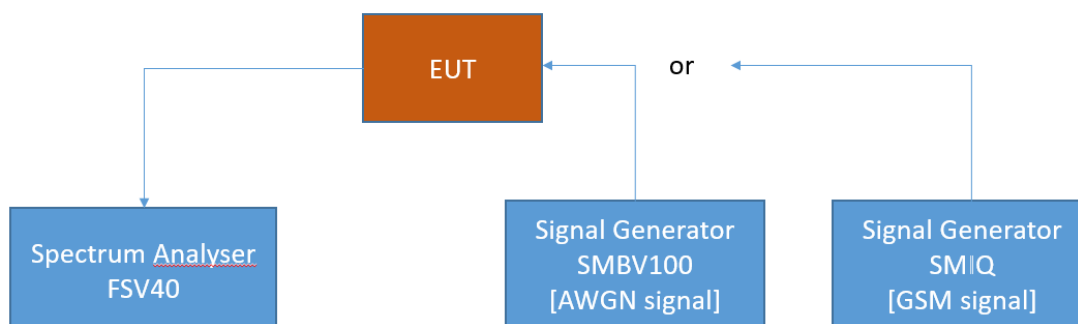 EUT
or
Spectrum Analyser
FSV40
Signal Generator
SMBV100
[AWGN signal]
Signal Generator
SMIQ
[GSM signal]